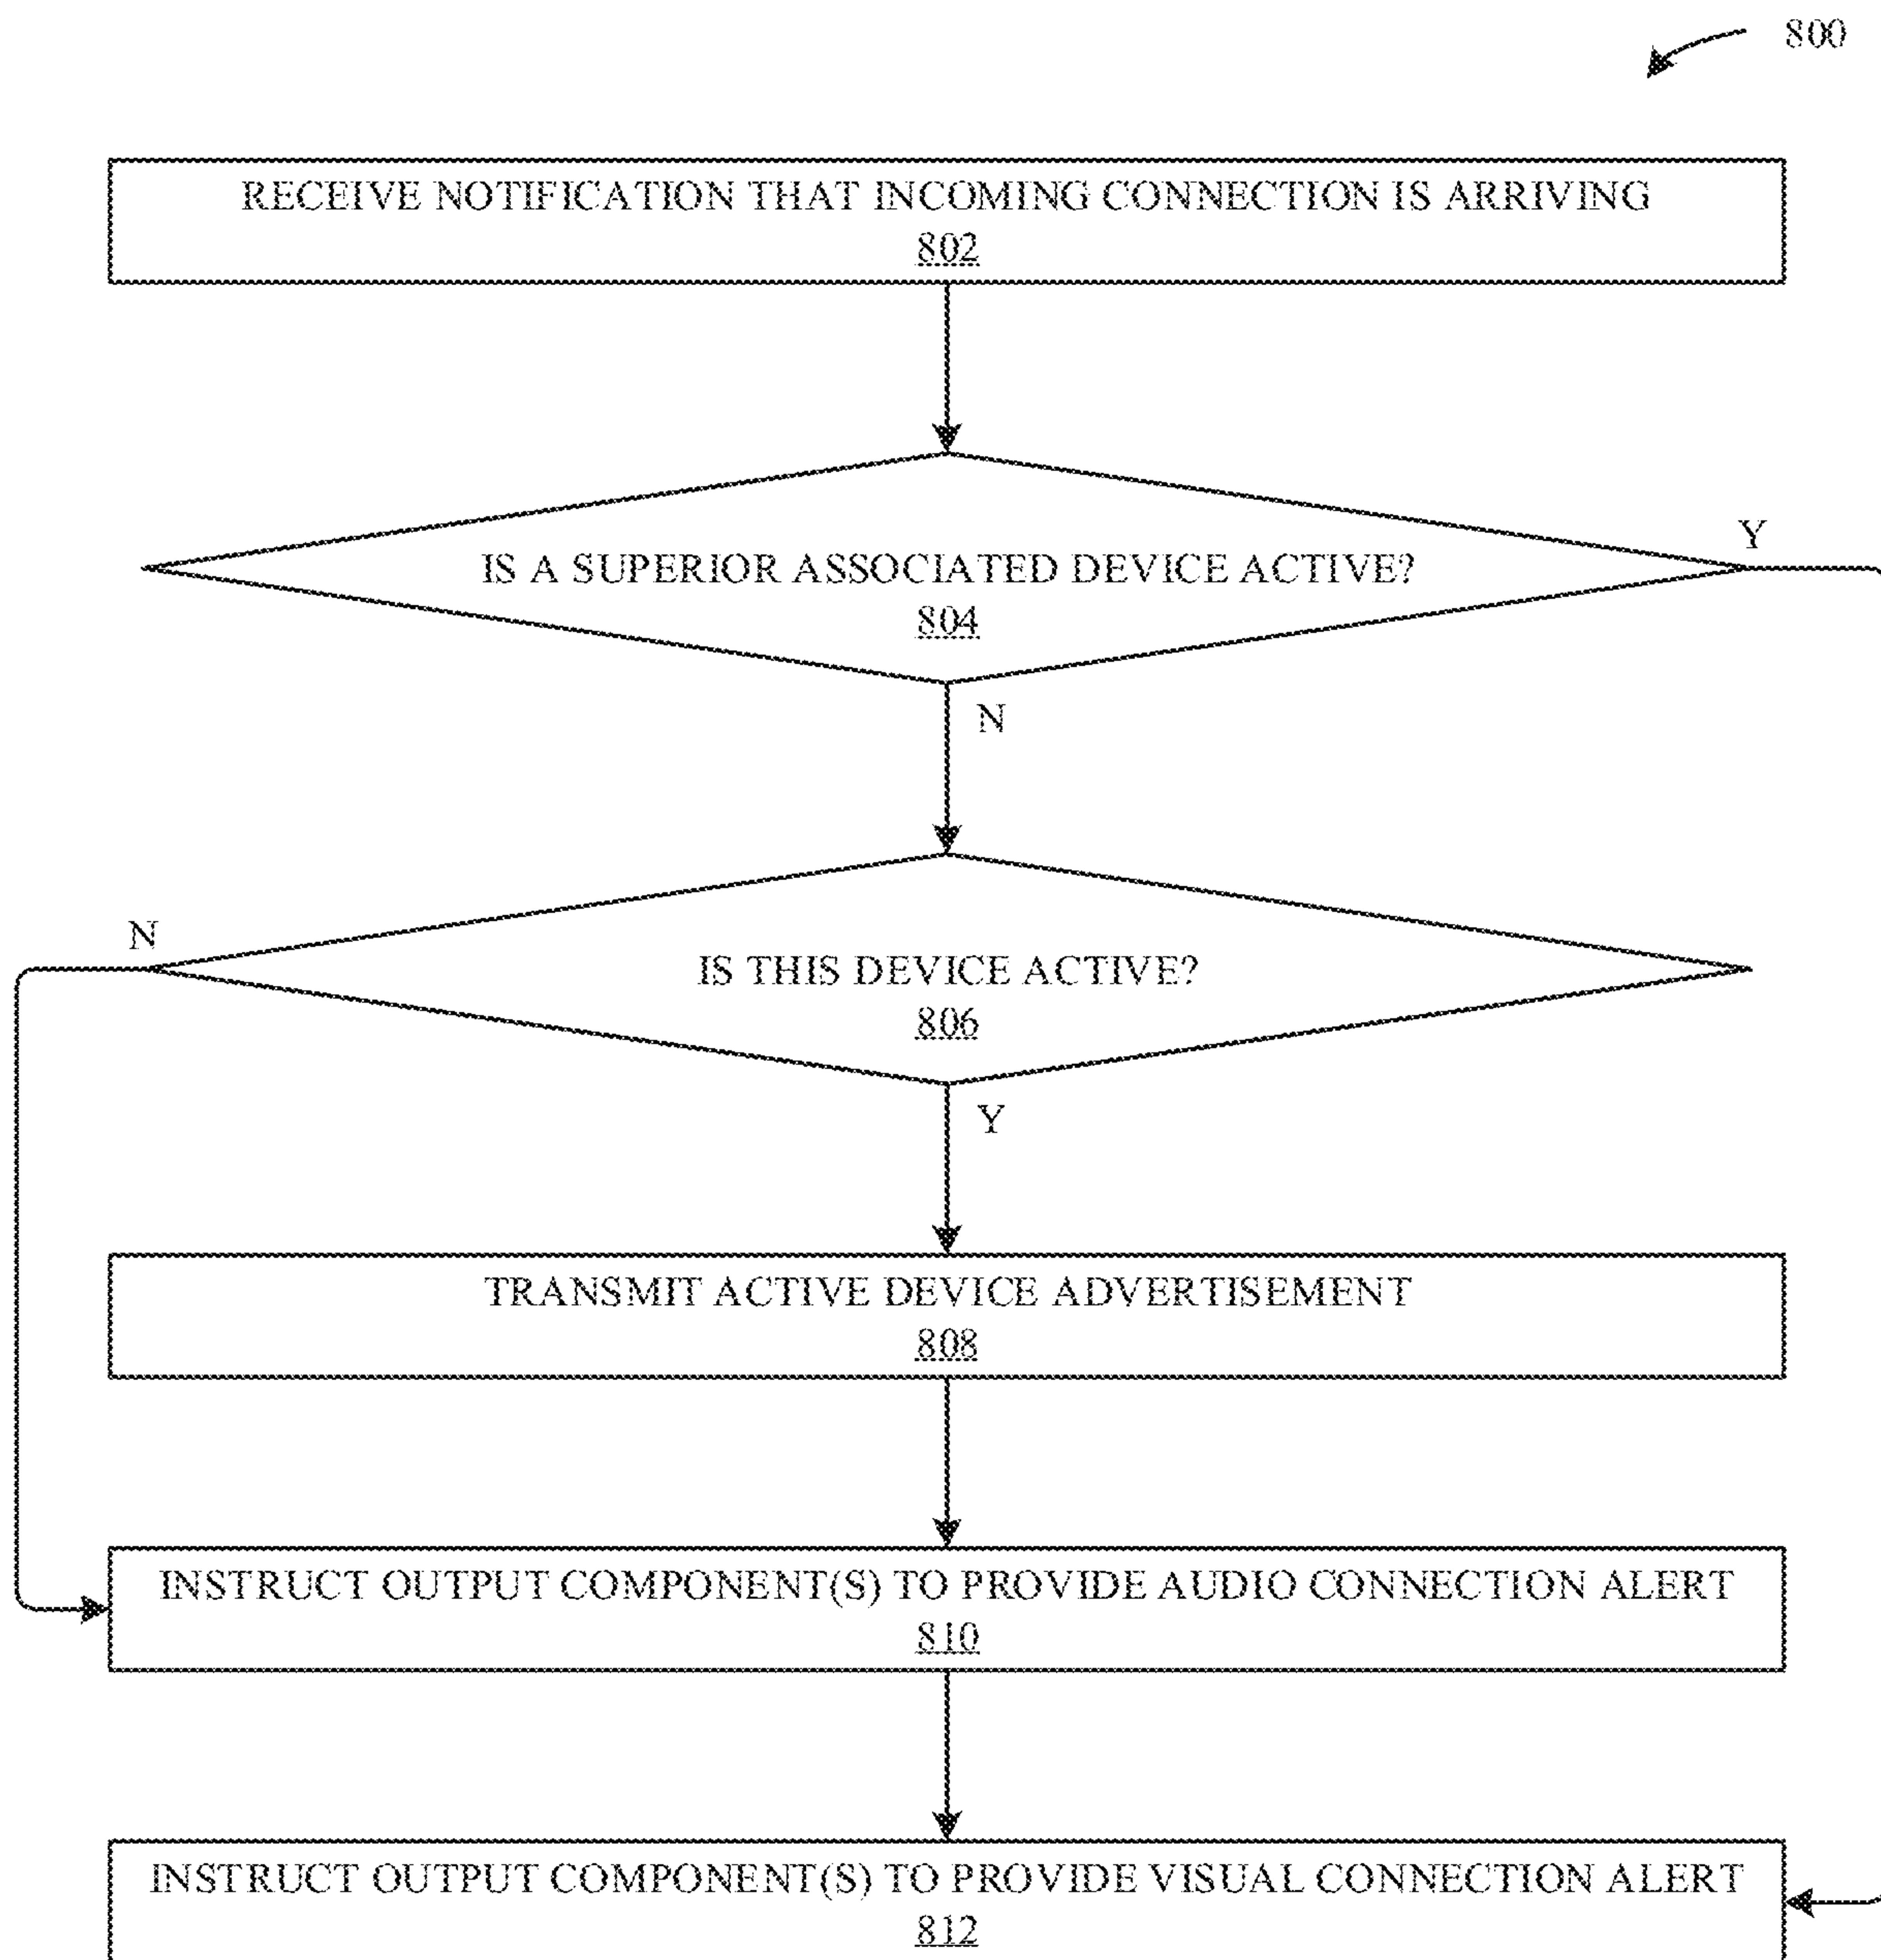 800
RECEIVE NOTIFICATION THAT INCOMING CONNECTION IS ARRIVING
802
IS A SUPERIOR ASSOCIATED DEVICE ACTIVE?
804
Y
N
IS THIS DEVICE ACTIVE?
806
N
Y
TRANSMIT ACTIVE DEVICE ADVERTISEMENT
808
INSTRUCT OUTPUT COMPONENT(S) TO PROVIDE AUDIO CONNECTION ALERT
810
INSTRUCT OUTPUT COMPONENT(S) TO PROVIDE VISUAL CONNECTION ALERT
812